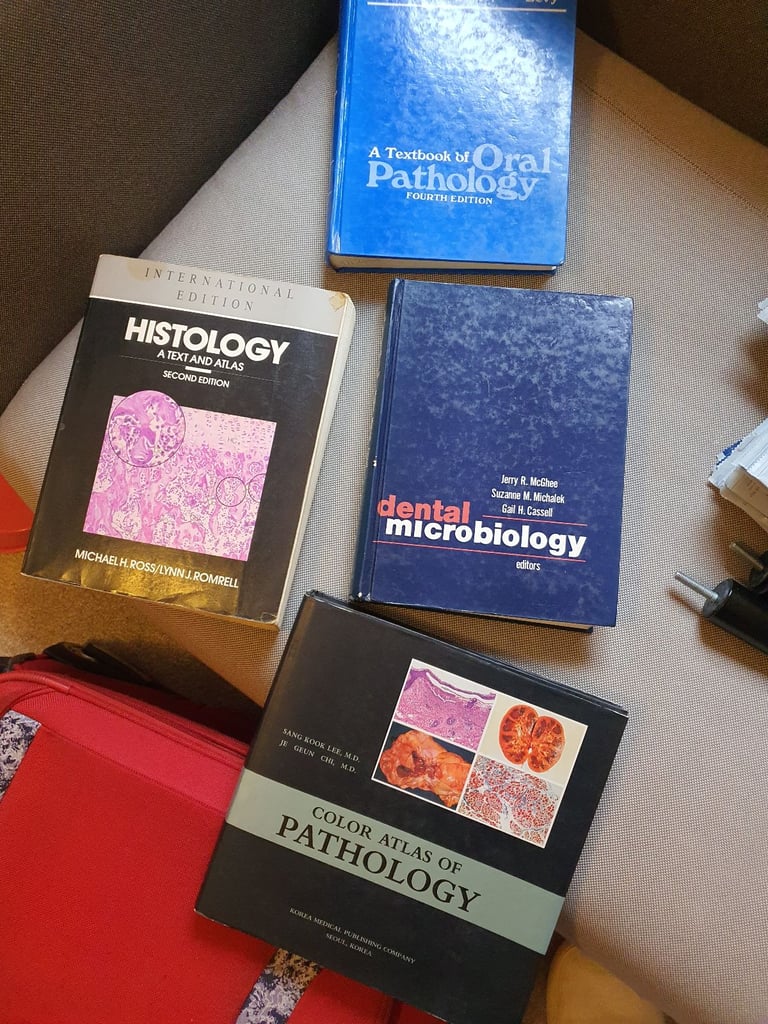 Levy
A Textbook of Oral
Pathology
FOURTH EDITION
INTERNATIONAL
EDITION
HISTOLOGY
A TEXT AND ATLAS
SECOND EDITION
MICHAEL H. ROSS/LYNN J. ROMRELL
Jerry R. McGhee
Suzanne M. Michalek
Gail H. Cassell
dental
microbiology
editors
SANG KOOK LEE, M.D.
JE GEUN CHI, M.D.
COLOR ATLAS OF
PATHOLOGY
KOREA MEDICAL PUBLISHING COMPANY
SEOUL, KOREA